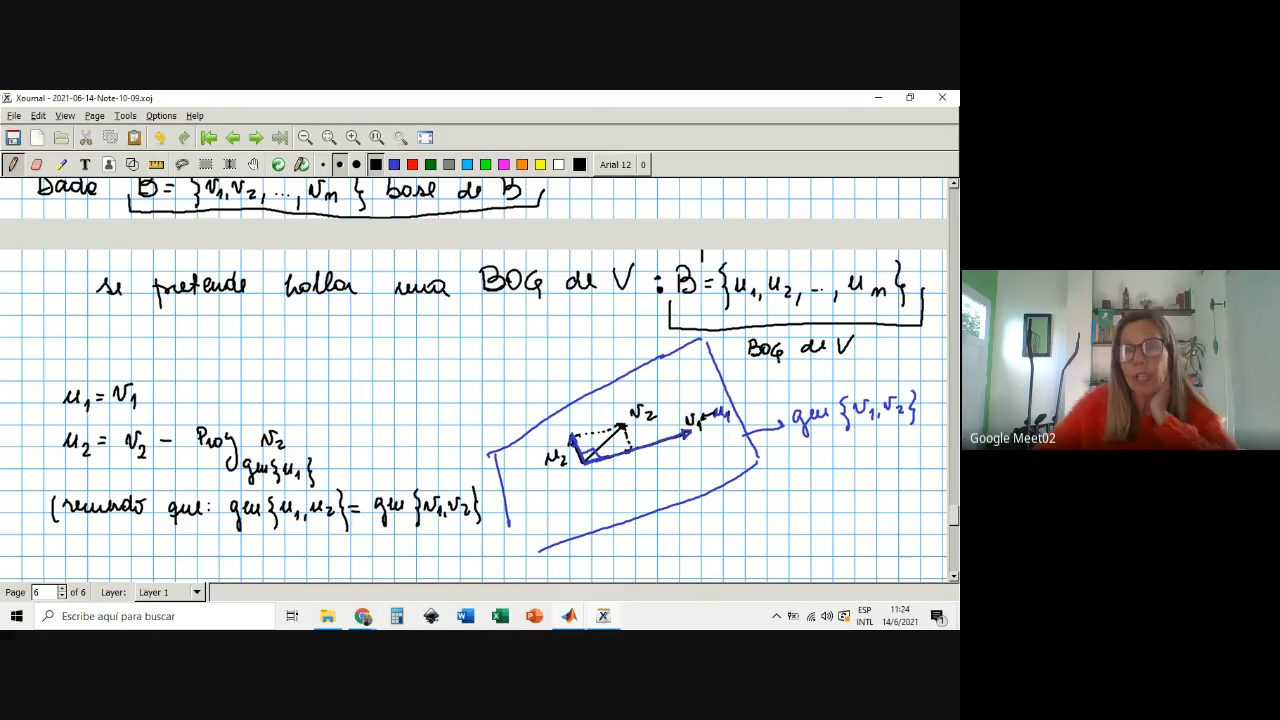 Xournal - 2021-06-14-Note-10-09.xoj
File Edit View Page Tools Options Help
Arial 12 0
Dado B = {v1, v2, ..., vn} base de B
se pretende hallar una BOG de V : B' = {u1, u2, ..., un}
BOG de V
u1 = v1
u2 = v2 - Proy gen{u1} v2
(recuerdo que: gen{u1, u2} = gen{v1, v2}
v2
v1 u1
u2
gen {v1, v2}
Google Meet02
Page 6 of 6 Layer: Layer 1
Escribe aquí para buscar
ESP
INTL
11:24
14/6/2021